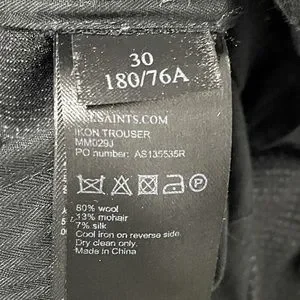 30
180/76A
SAINTS.COM
IKON TROUSER
MM029J
PO number: AS135535R
P
80% wool
13% mohair
7% silk
Cool iron on reverse side.
Dry clean only.
Made in China